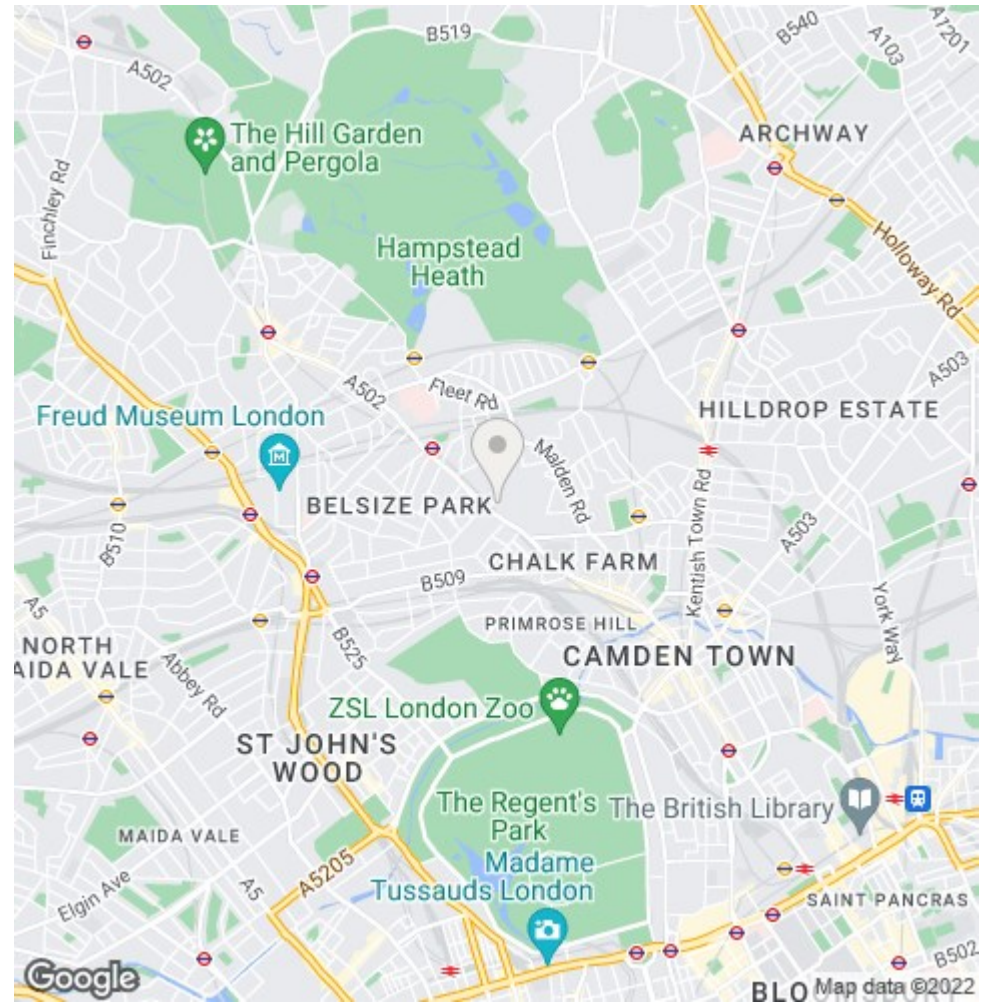 B519
B540
A103
A1201
A502
The Hill Garden
and Pergola
ARCHWAY
Finchley Rd
Hampstead
Heath
Holloway Rd
A502
Fleet Rd
A503
Freud Museum London
HILLDROP ESTATE
Malden Rd
BELSIZE PARK
B510
Kentish Town Rd
A503
CHALK FARM
B509
A5
York Way
NORTH
AIDA VALE
B525
PRIMROSE HILL
Abbey Rd
CAMDEN TOWN
ZSL London Zoo
ST JOHN'S
WOOD
The Regent's
Park
The British Library
MAIDA VALE
Madame
Tussauds London
A5205
Elgin Ave
A5
SAINT PANCRAS
B502
Google
BLO
Map data ©2022